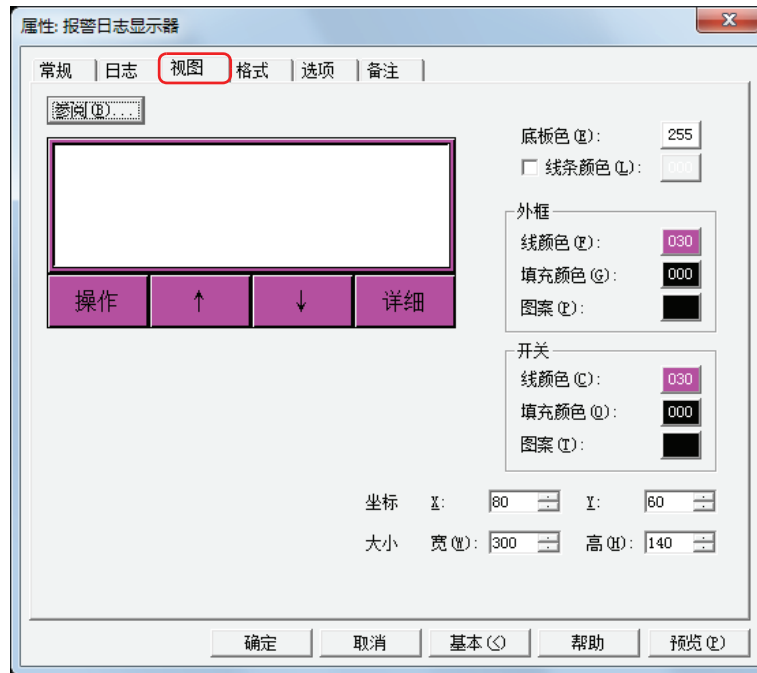 属性: 报警日志显示器
常规 日志 视图 格式 选项 备注
参阅(B)...
操作 ↑ ↓ 详细
底板色(E): 255
线条颜色(L): 000
外框
线颜色(F): 030
填充颜色(G): 000
图案(P):
开关
线颜色(C): 030
填充颜色(O): 000
图案(T):
坐标 X: 80 Y: 60
大小 宽(W): 300 高(H): 140
确定 取消 基本(<) 帮助 预览(P)